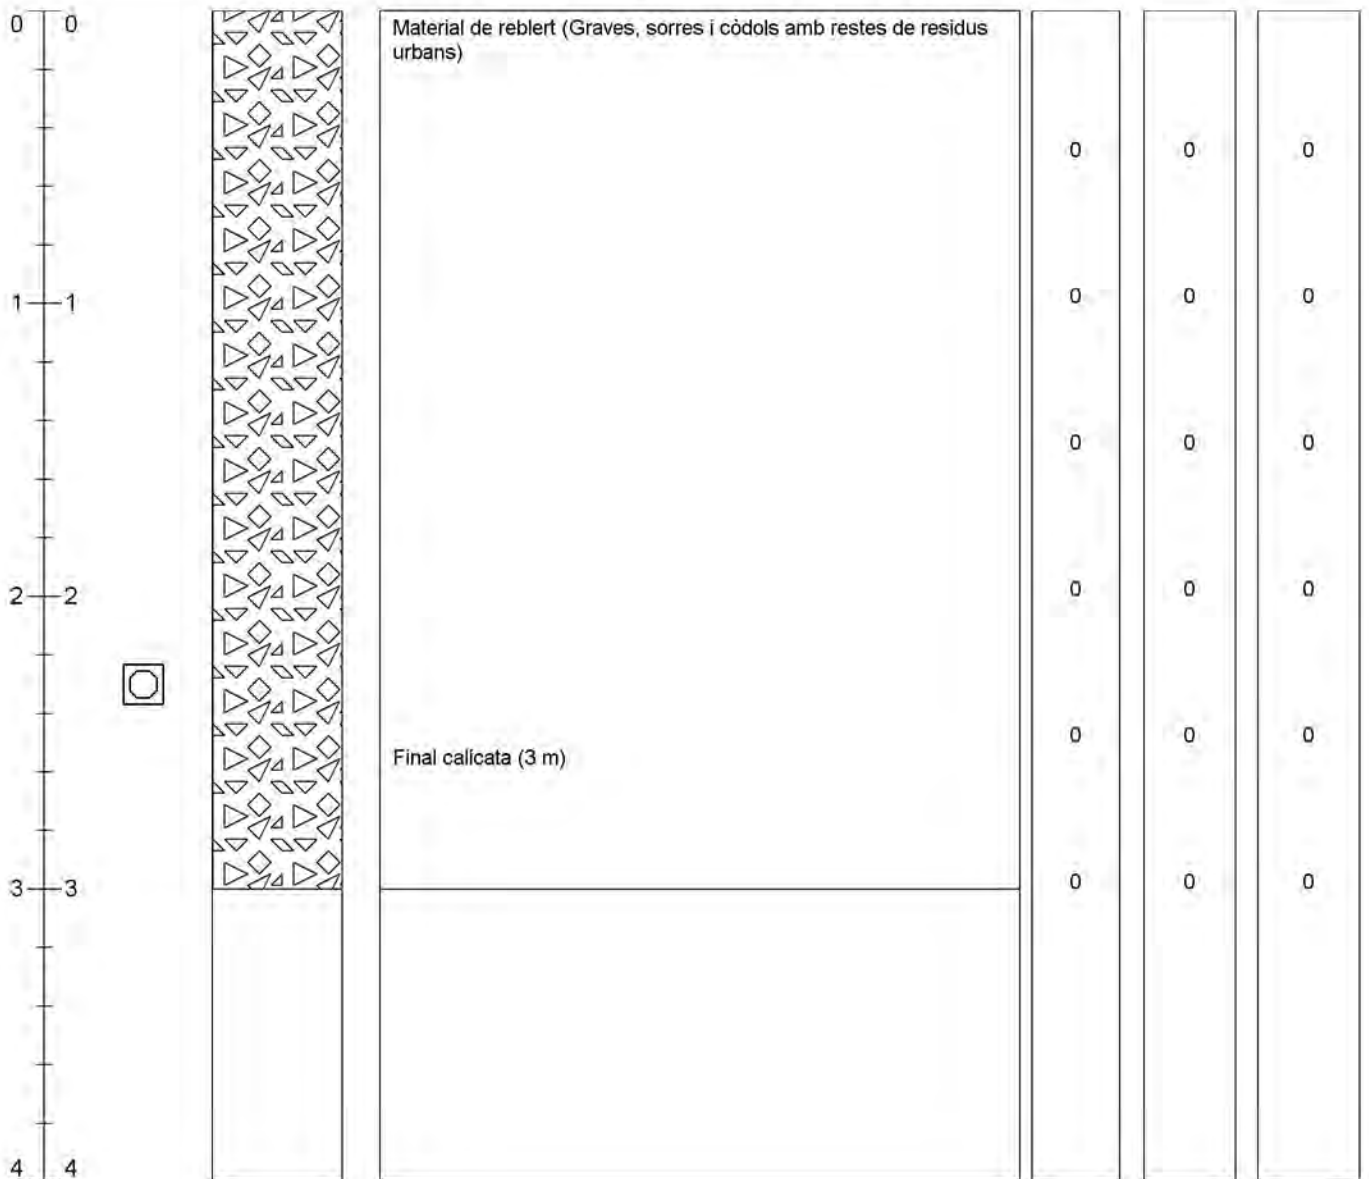 0 0
Material de reblert (Graves, sorres i còdols amb restes de residus
urbans)
0 0 0
1 1
0 0 0
0 0 0
2 2
0 0 0
0 0 0
Final calicata (3 m)
3 3
0 0 0
4 4